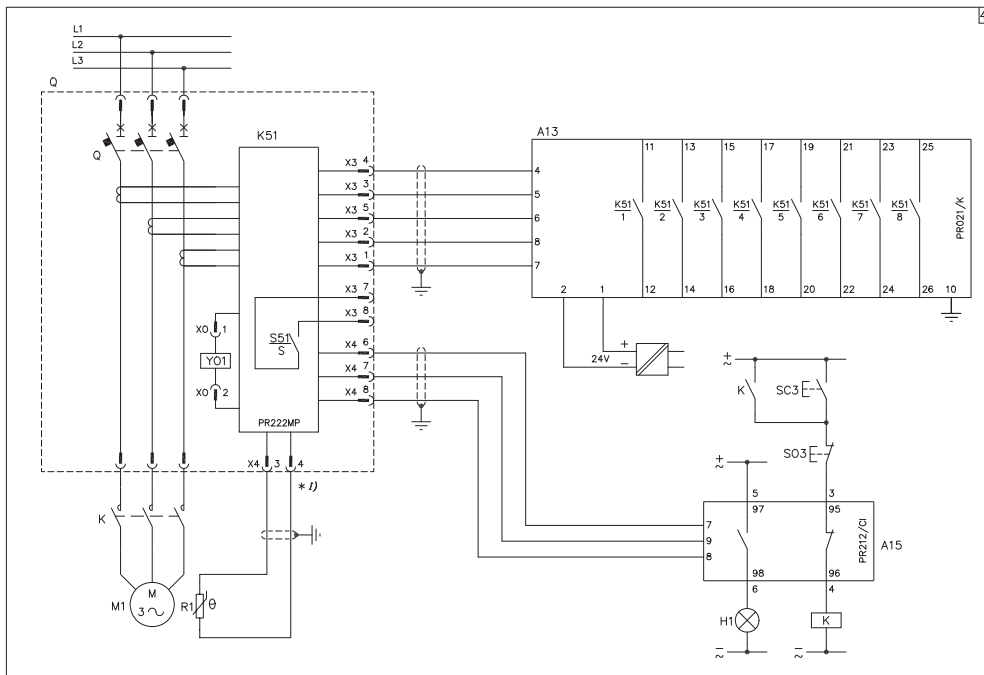 4
L1
L2
L3
Q
Q
K51
X3 4
X3 3
X3 5
X3 2
X3 1
X3 7
X3 8
X4 6
X4 7
X4 8
S51
S
X0 1
Y01
X0 2
PR222MP
X4 3 4
* 1)
K
M
3
M1
R1
θ
A13
4
5
6
8
7
11 13 15 17 19 21 23 25
K51
1
K51
2
K51
3
K51
4
K51
5
K51
6
K51
7
K51
8
PR021/K
2 1 12 14 16 18 20 22 24 26 10
+
24V
–
+
~
K
SC3
SO3
+
~
5 3
97 95
7
9
8
PR212/CI
A15
98 96
6 4
H1
K
–
~
–
~